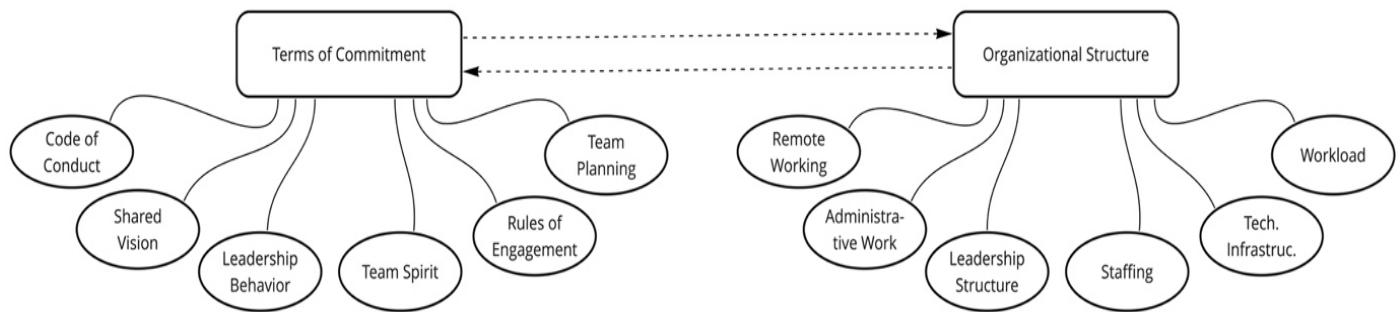 Terms of Commitment
Organizational Structure
Code of
Conduct
Shared
Vision
Leadership
Behavior
Team Spirit
Rules of
Engagement
Team
Planning
Remote
Working
Administra-
tive Work
Leadership
Structure
Staffing
Tech.
Infrastruc.
Workload